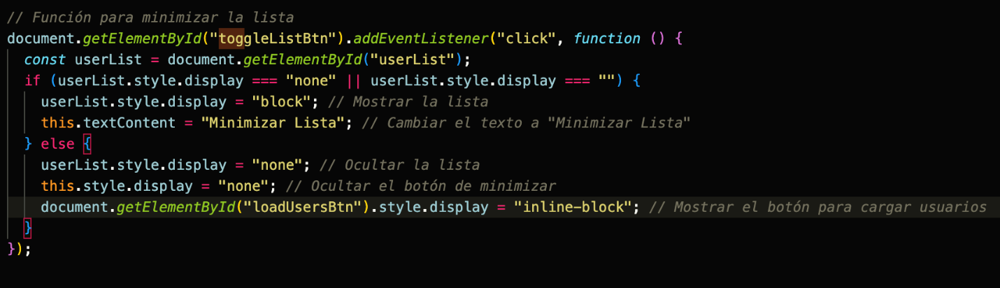 // Función para minimizar la lista
document.getElementById("toggleListBtn").addEventListener("click", function () {
  const userList = document.getElementById("userList");
  if (userList.style.display === "none" || userList.style.display === "") {
    userList.style.display = "block"; // Mostrar la lista
    this.textContent = "Minimizar Lista"; // Cambiar el texto a "Minimizar Lista"
  } else {
    userList.style.display = "none"; // Ocultar la lista
    this.style.display = "none"; // Ocultar el botón de minimizar
    document.getElementById("loadUsersBtn").style.display = "inline-block"; // Mostrar el botón para cargar usuarios
  }
});